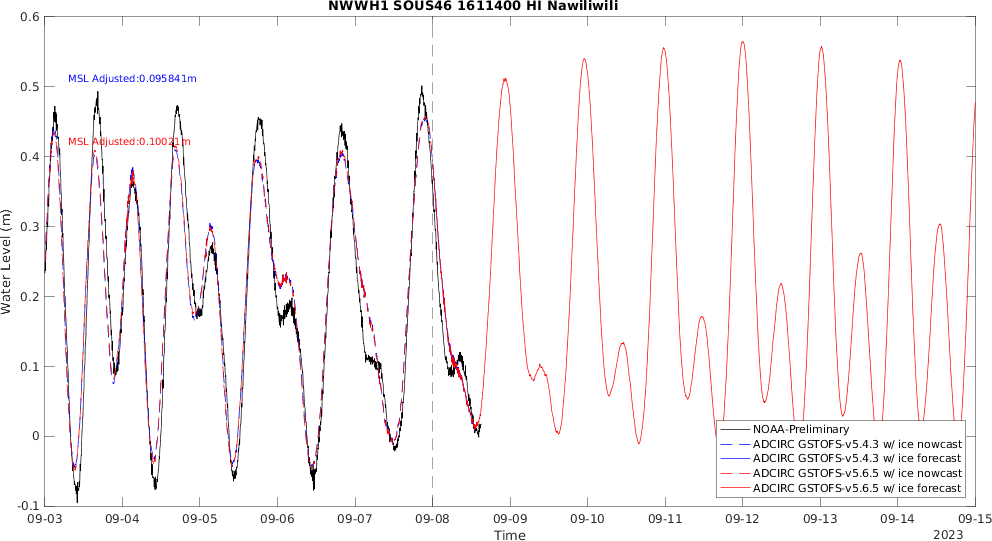 NWWH1 SOUS46 1611400 HI Nawiliwili
0.6
0.5
0.4
0.3
0.2
0.1
0
-0.1
Water Level (m)
MSL Adjusted:0.095841m
MSL Adjusted:0.10021m
NOAA-Preliminary
ADCIRC GSTOFS-v5.4.3 w/ ice nowcast
ADCIRC GSTOFS-v5.4.3 w/ ice forecast
ADCIRC GSTOFS-v5.6.5 w/ ice nowcast
ADCIRC GSTOFS-v5.6.5 w/ ice forecast
09-03 09-04 09-05 09-06 09-07 09-08 09-09 09-10 09-11 09-12 09-13 09-14 09-15
Time
2023